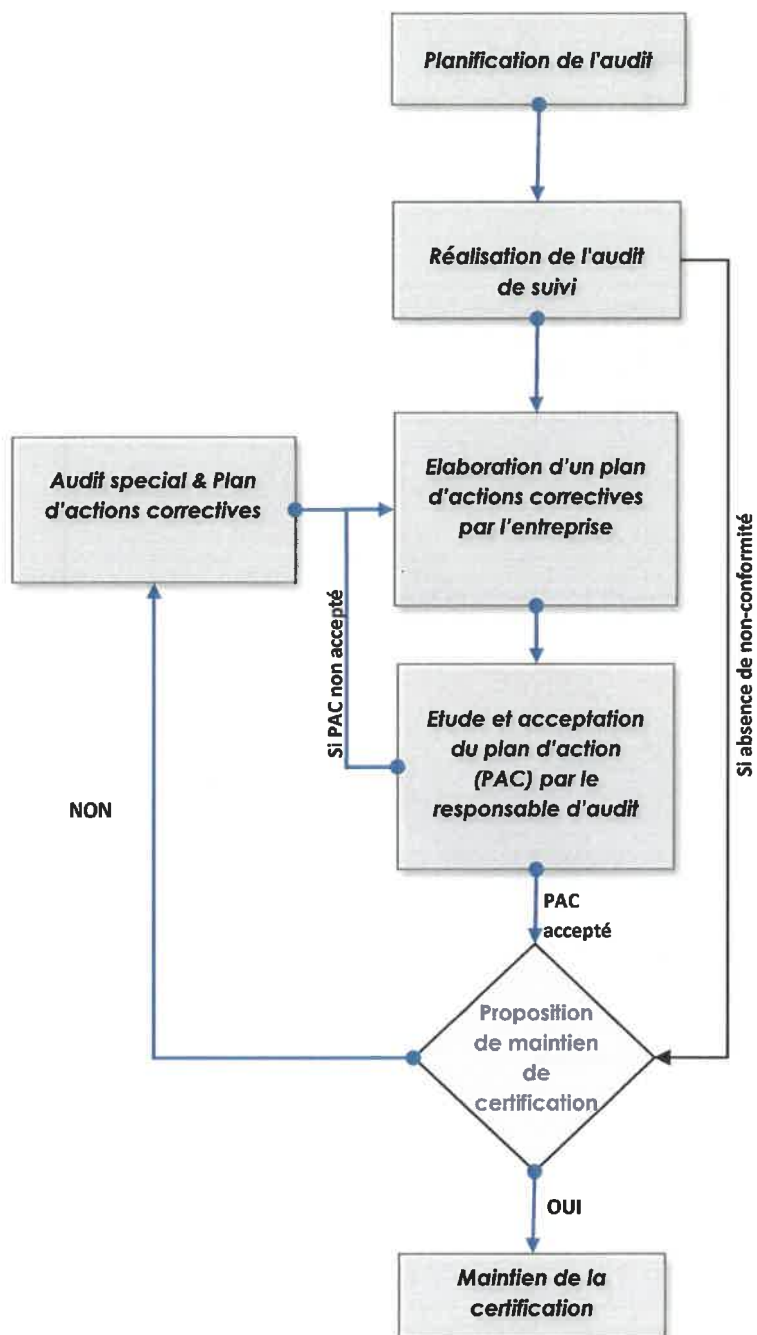 Planification de l'audit
Réalisation de l'audit
de suivi
Audit special & Plan
d'actions correctives
Elaboration d'un plan
d'actions correctives
par l'entreprise
Si absence de non-conformité
Si PAC non accepté
Etude et acceptation
du plan d'action
(PAC) par le
responsable d'audit
NON
PAC
accepté
Proposition
de maintien
de
certification
OUI
Maintien de la
certification